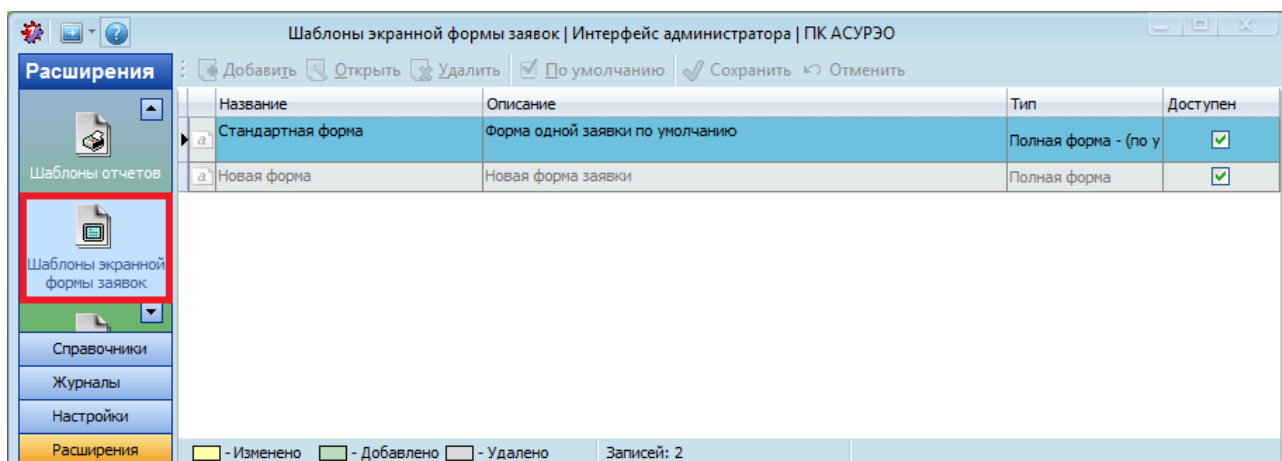 Шаблоны экранной формы заявок | Интерфейс администратора | ПК АСУРЭО
Расширения
Добавить Открыть Удалить По умолчанию Сохранить Отменить
Название Описание Тип Доступен
Стандартная форма Форма одной заявки по умолчанию Полная форма - (по у
Новая форма Новая форма заявки Полная форма
Шаблоны отчетов
Шаблоны экранной
формы заявок
Справочники
Журналы
Настройки
Расширения
- Изменено - Добавлено - Удалено Записей: 2